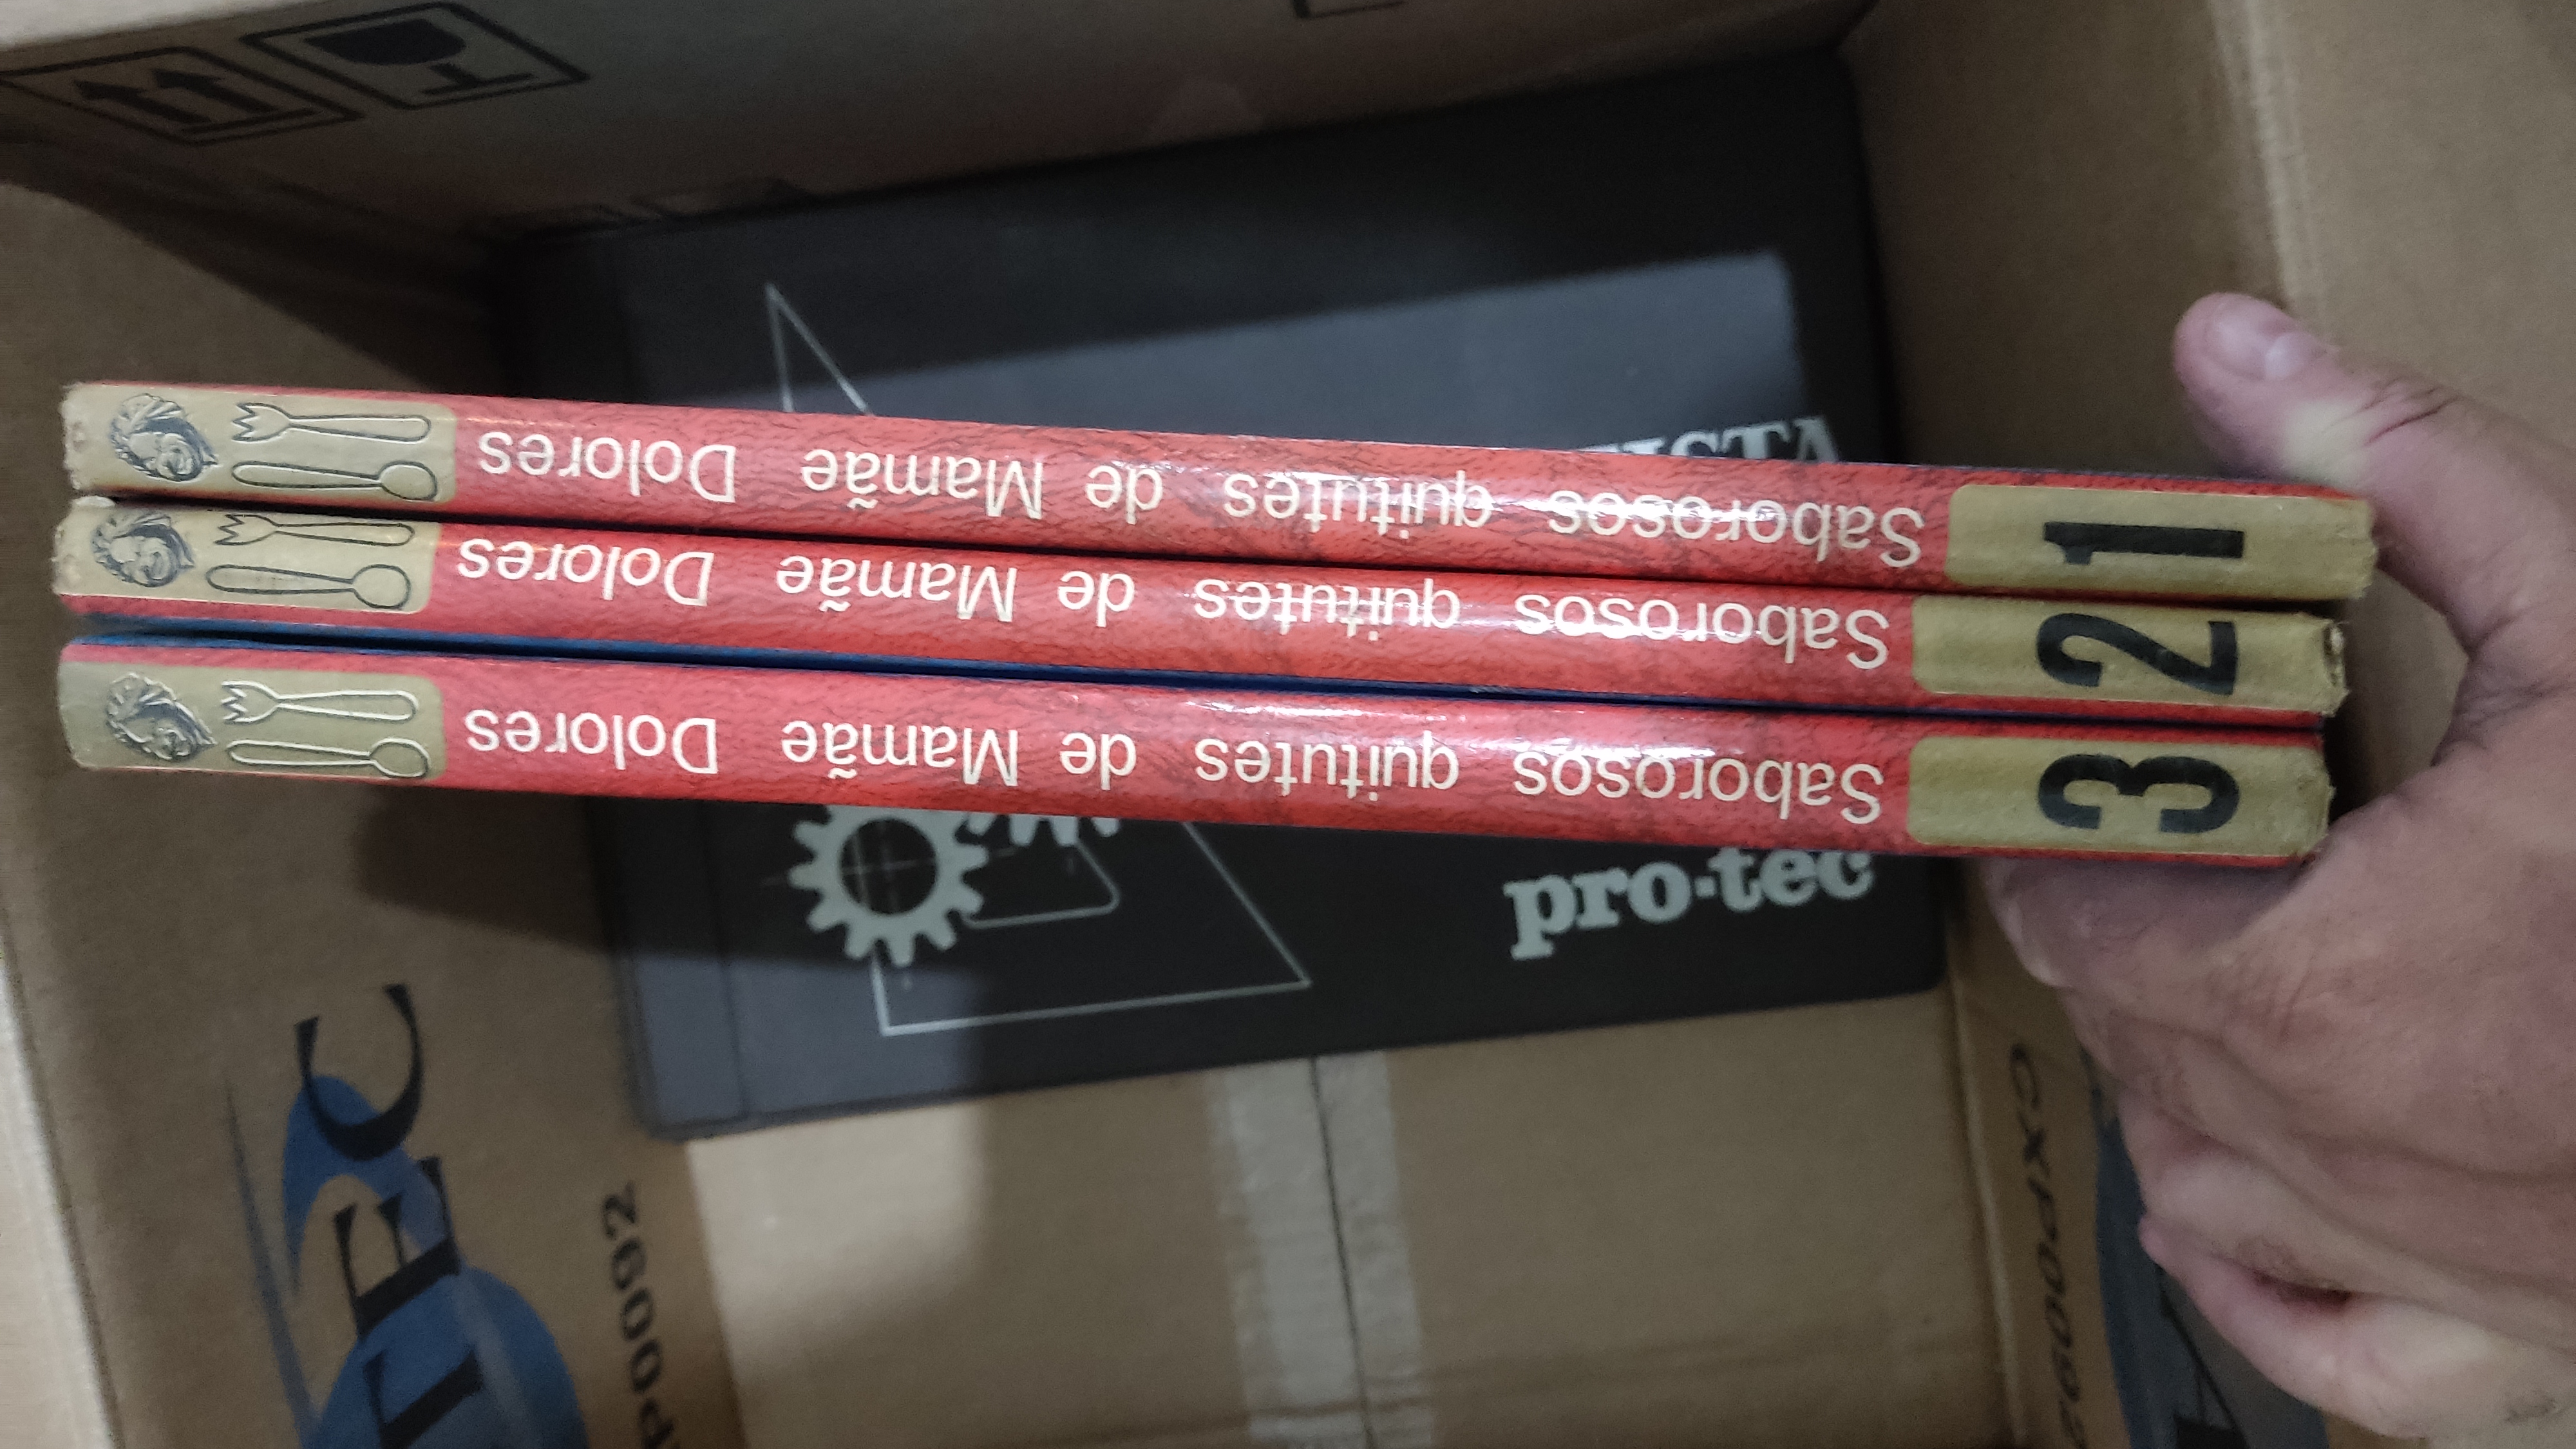 Saborosos quitutes de Mamãe Dolores
3
Saborosos quitutes de Mamãe Dolores
2
Saborosos quitutes de Mamãe Dolores
1
TEC
P0092
pro-tec
CXP0092